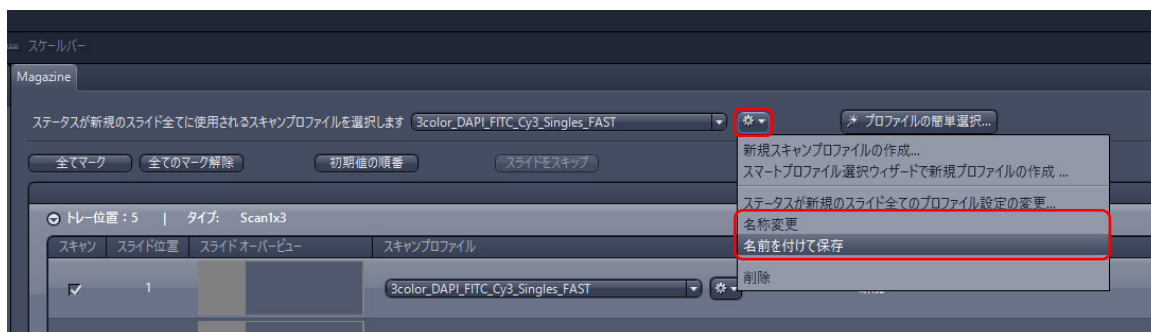 スケールバー
Magazine
ステータスが新規のスライド全てに使用されるスキャンプロファイルを選択します 3color_DAPI_FITC_Cy3_Singles_FAST プロファイルの簡単選択...
全てマーク 全てのマーク解除 初期値の順番 スライドをスキップ
新規スキャンプロファイルの作成...
スマートプロファイル選択ウィザードで新規プロファイルの作成 ...
ステータスが新規のスライド全てのプロファイル設定の変更...
名称変更
名前を付けて保存
削除
トレー位置：5 | タイプ: Scan1x3
スキャン スライド位置 スライド オーバービュー スキャンプロファイル
1 3color_DAPI_FITC_Cy3_Singles_FAST